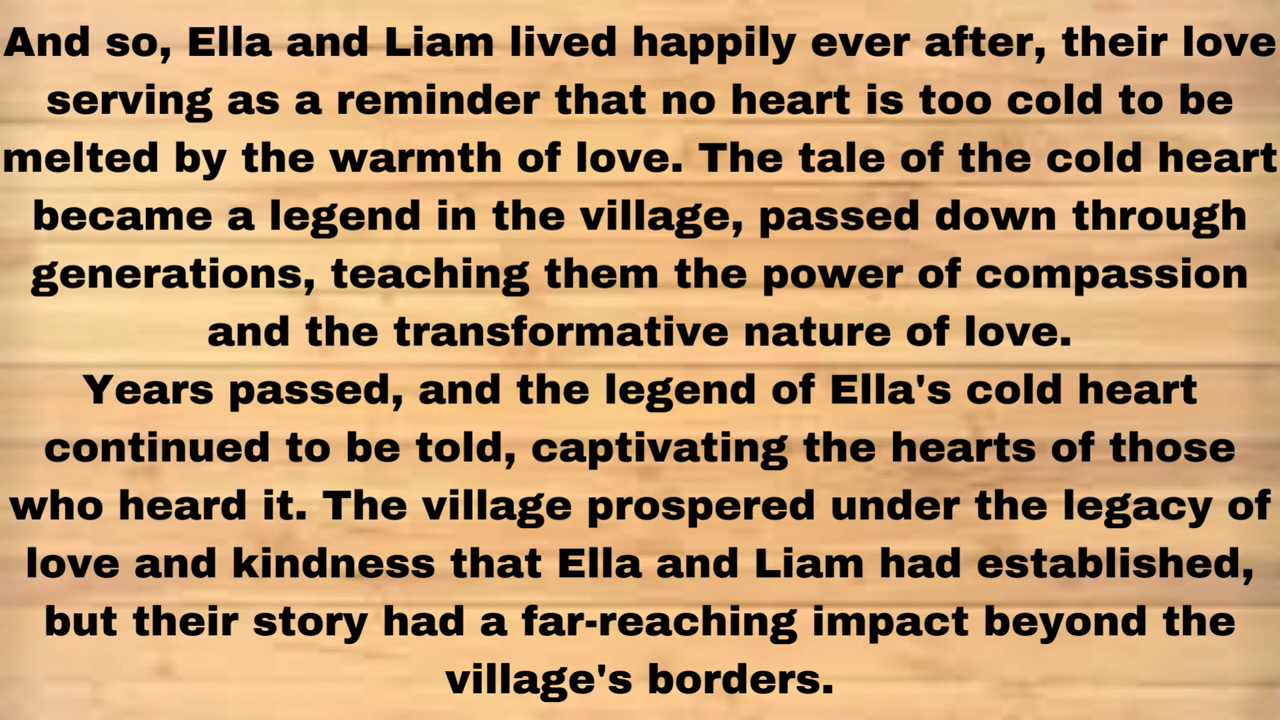 And so, Ella and Liam lived happily ever after, their love
serving as a reminder that no heart is too cold to be
melted by the warmth of love. The tale of the cold heart
became a legend in the village, passed down through
generations, teaching them the power of compassion
and the transformative nature of love.
Years passed, and the legend of Ella's cold heart
continued to be told, captivating the hearts of those
who heard it. The village prospered under the legacy of
love and kindness that Ella and Liam had established,
but their story had a far-reaching impact beyond the
village's borders.